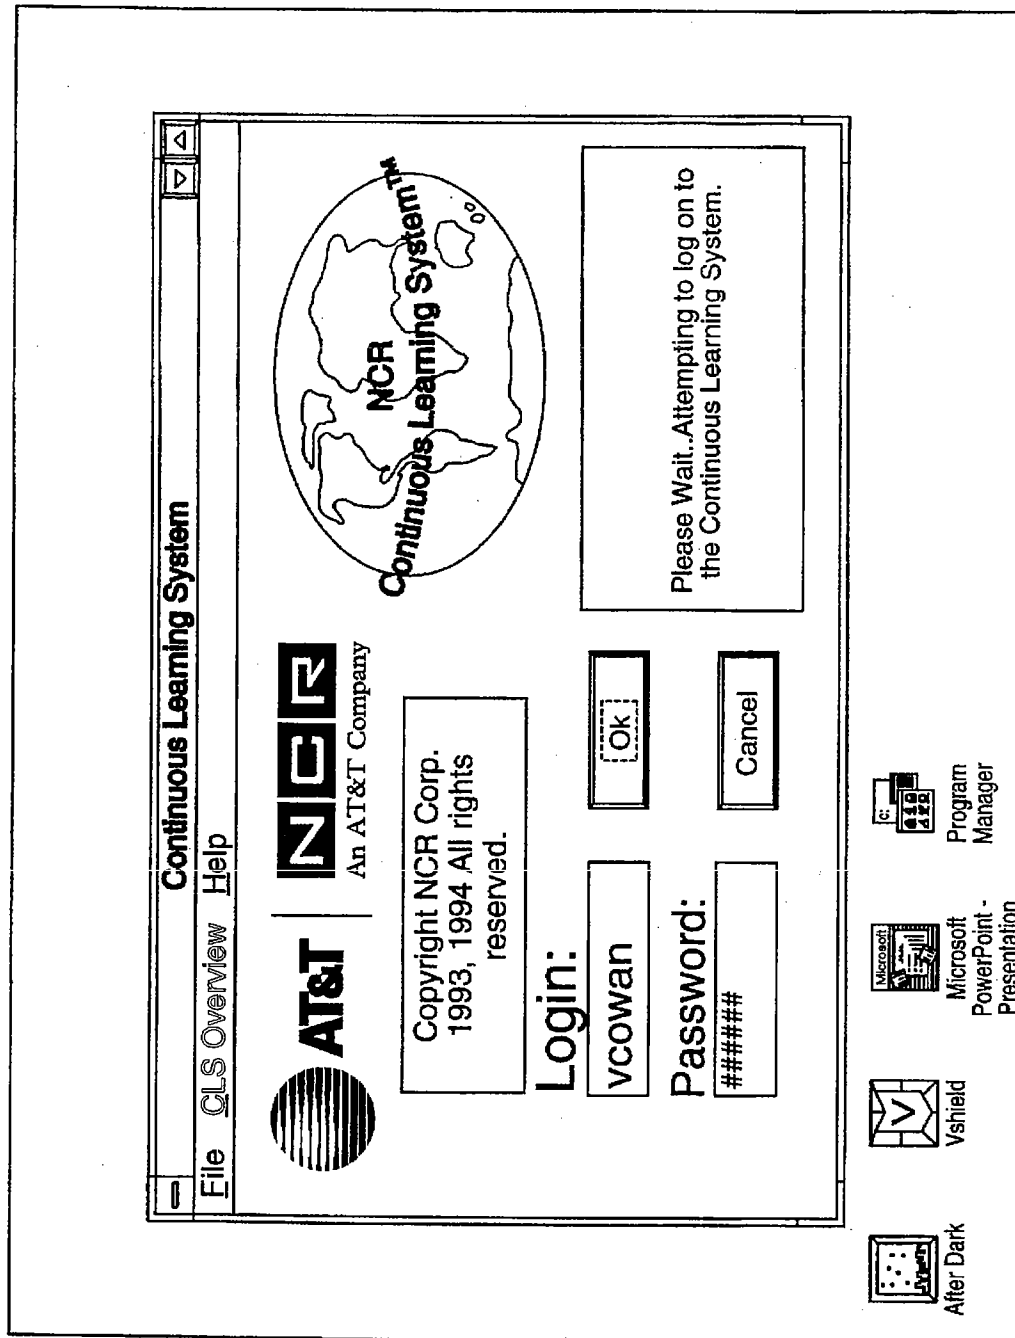 Continuous Learning System
File CLS Overview Help
AT&T
NCR
An AT&T Company
NCR
Continuous Learning System™
Copyright NCR Corp.
1993, 1994 All rights
reserved.
Login:
vcowan
Ok
Please Wait..Attempting to log on to
the Continuous Learning System.
Password:
######
Cancel
After Dark
Vshield
Microsoft
Microsoft
PowerPoint -
Presentation
C:
Program
Manager